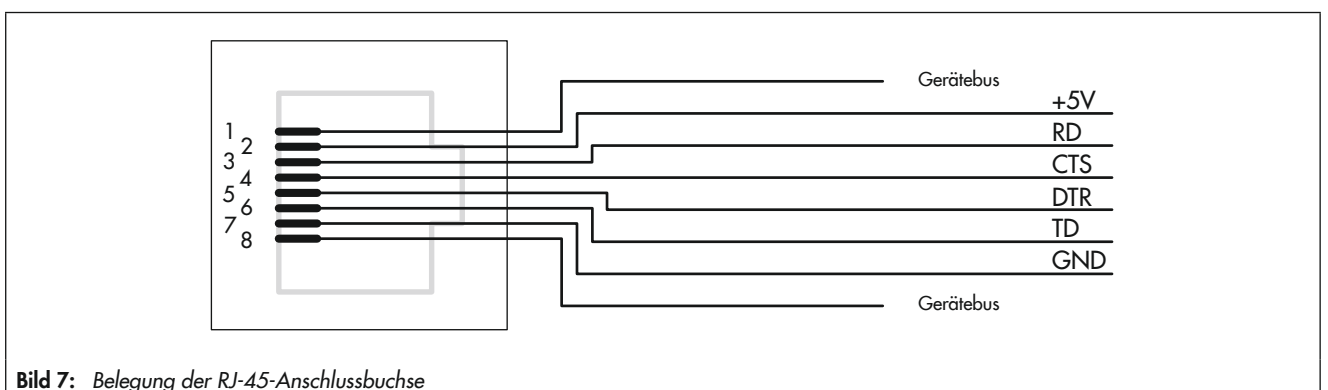 Gerätebus
+5V
1
RD
2
3
CTS
4
5
DTR
6
7
TD
8
GND
Gerätebus
Bild 7: Belegung der RJ-45-Anschlussbuchse